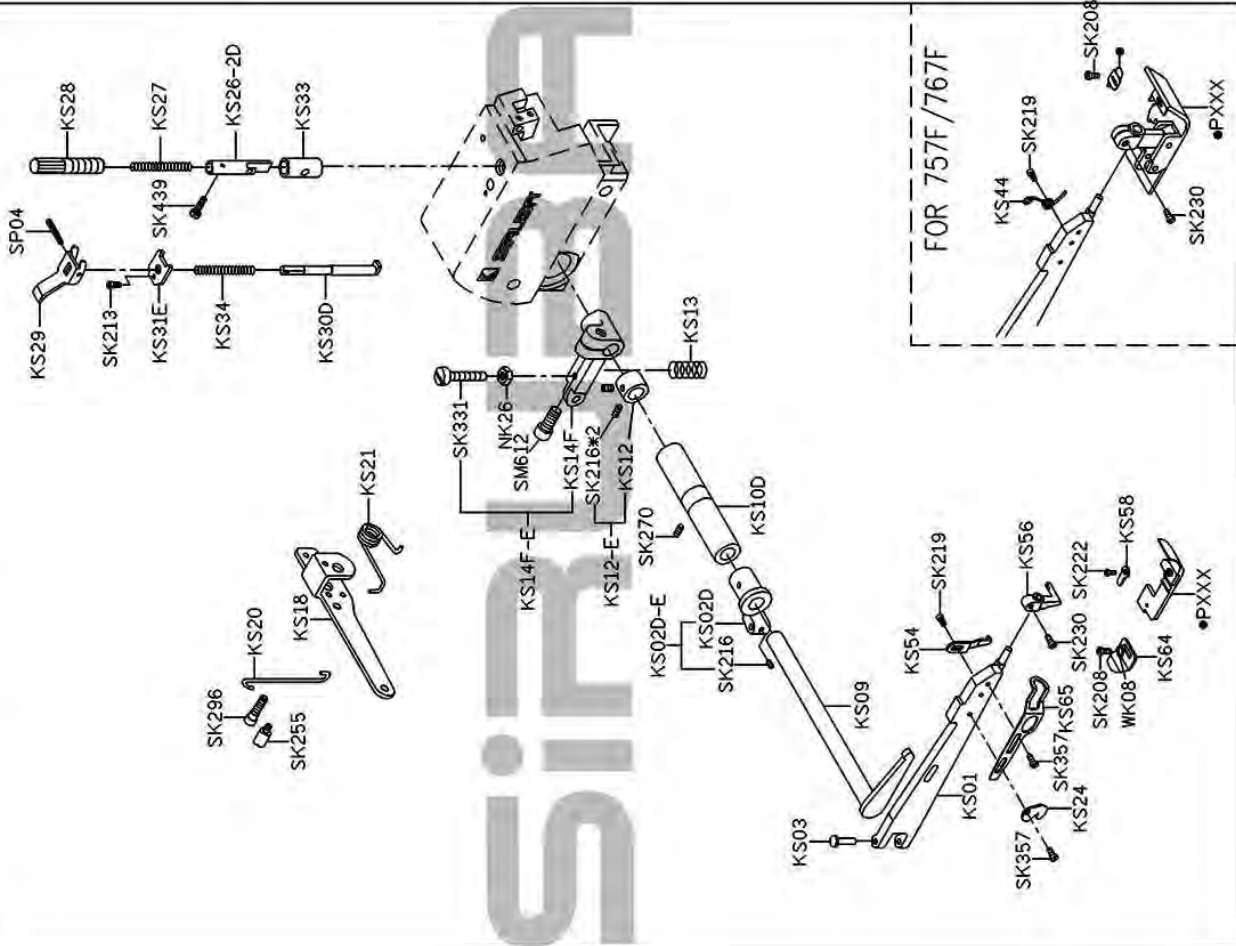 KS28
KS27
KS26-2D
KS33
SK439
SP04
KS29
SK213
KS31E
KS34
KS30D
SiRUBA
SiRUBA
SK331
NK26
SM612
KS14F
SK216*2
KS12
KS14F-E
KS12-E
KS13
KS21
KS20
KS18
SK296
SK255
SK270
KS10D
KS02D-E
KS02D
SK216
KS09
KS03
KS01
KS54
SK219
KS56
SK230
SK222
KS58
SK208
WK08
KS64
●PXXX
KS65
SK357
KS24
SK357
FOR 757F/767F
SK208
SK219
KS44
SK230
●PXXX